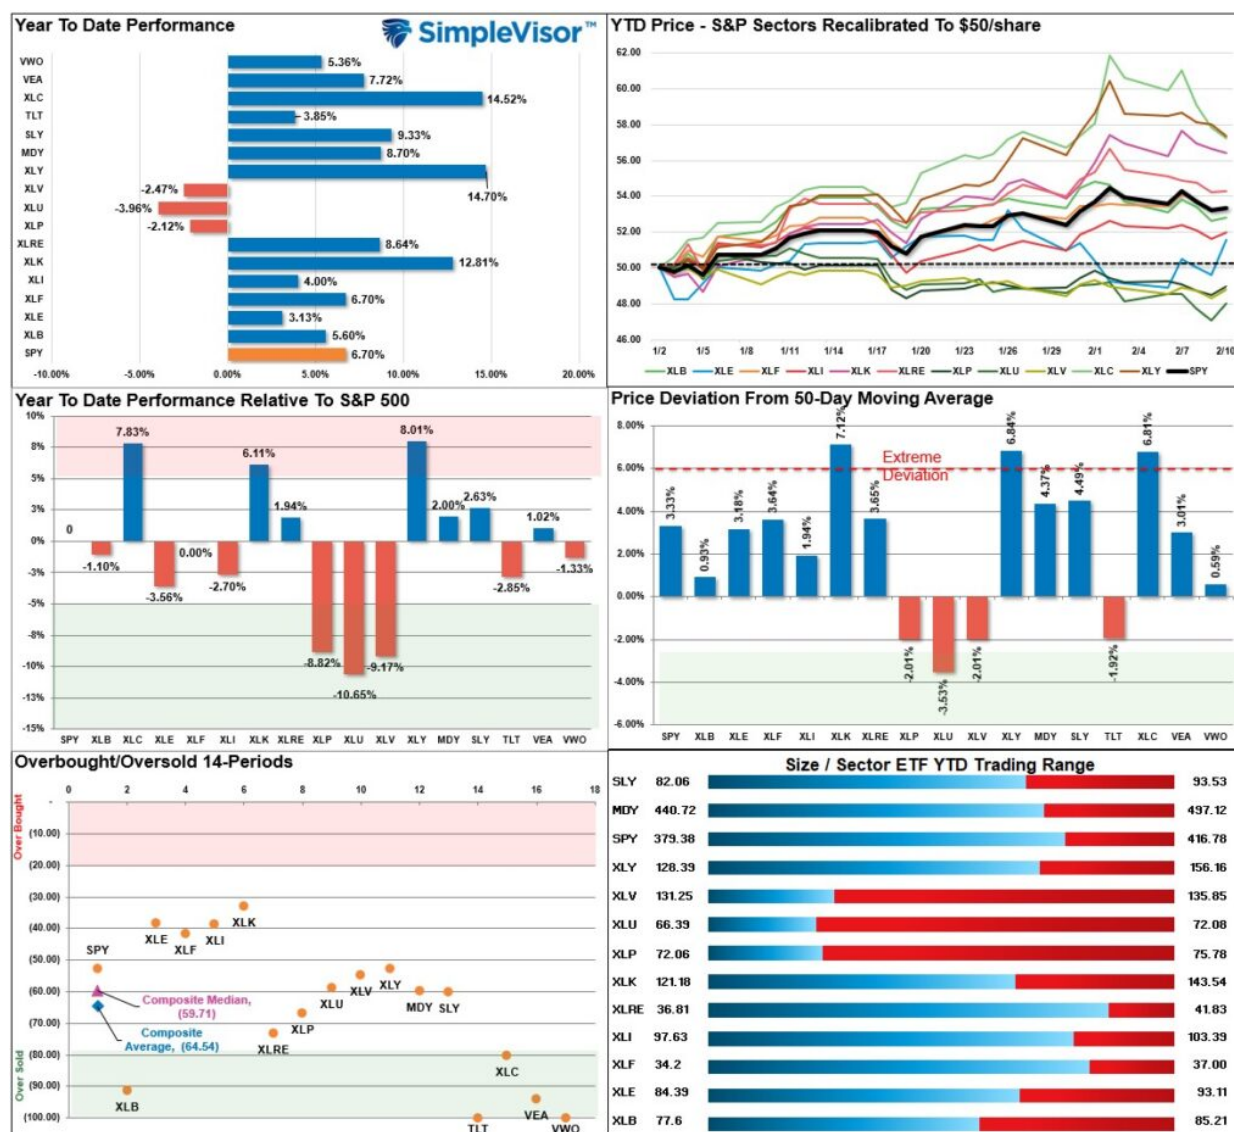 Year To Date Performance
SimpleVisor
VWO 5.36%
VEA 7.72%
XLC 14.52%
TLT 3.85%
SLY 9.33%
MDY 8.70%
XLY 14.70%
XLV -2.47%
XLU -3.96%
XLP -2.12%
XLRE 8.64%
XLK 12.81%
XLI 4.00%
XLF 6.70%
XLE 3.13%
XLB 5.60%
SPY 6.70%
-10.00% -5.00% 0.00% 5.00% 10.00% 15.00% 20.00%
YTD Price - S&P Sectors Recalibrated To $50/share
62.00
60.00
58.00
56.00
54.00
52.00
50.00
48.00
46.00
1/2 1/5 1/8 1/11 1/14 1/17 1/20 1/23 1/26 1/29 2/1 2/4 2/7 2/10
XLB XLE XLF XLI XLK XLRE XLP XLU XLV XLC XLY SPY
Year To Date Performance Relative To S&P 500
10%
8%
5%
3%
0%
-3%
-5%
-8%
-10%
-13%
-15%
0 -1.10% 7.83% -3.56% 0.00% -2.70% 6.11% 1.94% -8.82% -10.65% -9.17% 8.01% 2.00% 2.63% -2.85% 1.02% -1.33%
SPY XLB XLC XLE XLF XLI XLK XLRE XLP XLU XLV XLY MDY SLY TLT VEA VWO
Price Deviation From 50-Day Moving Average
8.00%
6.00%
4.00%
2.00%
0.00%
-2.00%
-4.00%
-6.00%
Extreme
Deviation
3.33% 0.93% 3.18% 3.64% 1.94% 7.12% 3.65% -2.01% -3.53% -2.01% 6.84% 4.37% 4.49% -1.92% 6.81% 3.01% 0.59%
SPY XLB XLE XLF XLI XLK XLRE XLP XLU XLV XLY MDY SLY TLT XLC VEA VWO
Overbought/Oversold 14-Periods
0 2 4 6 8 10 12 14 16 18
Over Bought
Over Sold
-
(10.00)
(20.00)
(30.00)
(40.00)
(50.00)
(60.00)
(70.00)
(80.00)
(90.00)
(100.00)
SPY
XLB
XLE
XLF
XLI
XLK
XLRE
XLP
XLU
XLV
XLY
MDY
SLY
TLT
XLC
VEA
VWO
Composite Median,
(59.71)
Composite
Average, (64.54)
Size / Sector ETF YTD Trading Range
SLY 82.06 93.53
MDY 440.72 497.12
SPY 379.38 416.78
XLY 128.39 156.16
XLV 131.25 135.85
XLU 66.39 72.08
XLP 72.06 75.78
XLK 121.18 143.54
XLRE 36.81 41.83
XLI 97.63 103.39
XLF 34.2 37.00
XLE 84.39 93.11
XLB 77.6 85.21